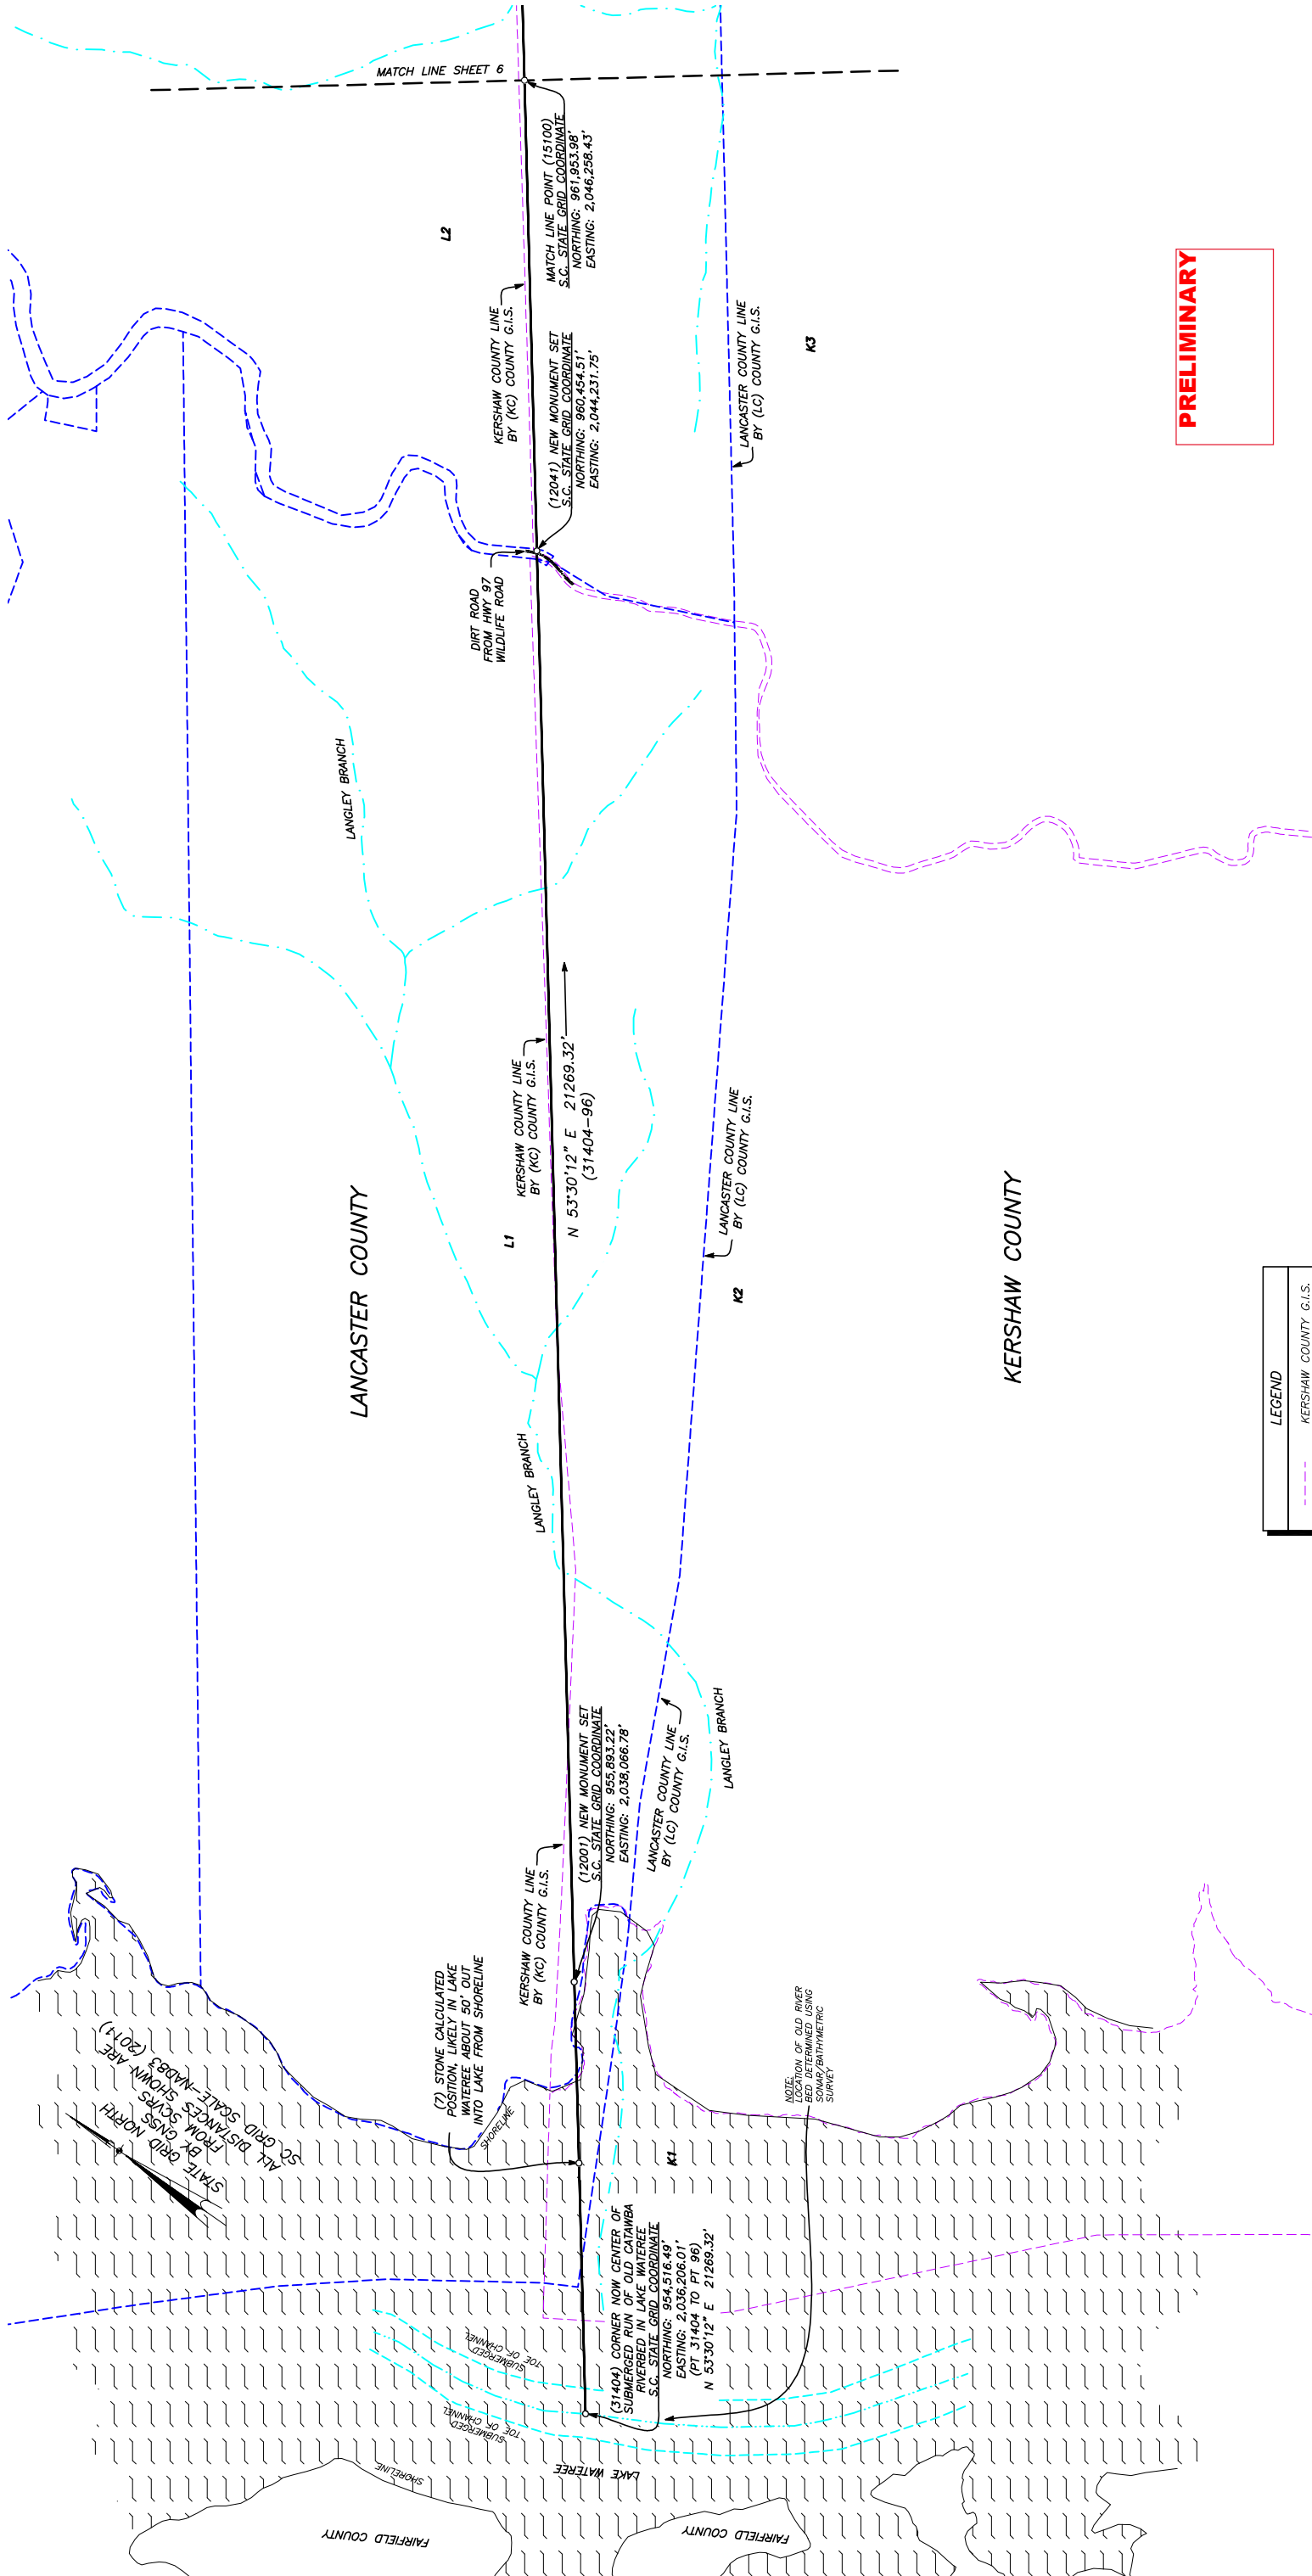 MATCH LINE SHEET 6
L2
MATCH LINE POINT (15100)
S.C. STATE GRID COORDINATE
NORTHING: 961,953.98'
EASTING: 2,046,258.43'
KERSHAW COUNTY LINE
BY (KC) COUNTY G.I.S.
(12041) NEW MONUMENT SET
S.C. STATE GRID COORDINATE
NORTHING: 960,454.51'
EASTING: 2,044,231.75'
LANCASTER COUNTY LINE
BY (LC) COUNTY G.I.S.
K3
PRELIMINARY
DIRT ROAD
FROM HWY 97
WILDLIFE ROAD
LANGLEY BRANCH
KERSHAW COUNTY LINE
BY (KC) COUNTY G.I.S.
N 53°30'12" E 21269.32'
(31404-96)
LANCASTER COUNTY
L1
LANCASTER COUNTY LINE
BY (LC) COUNTY G.I.S.
K2
KERSHAW COUNTY
LEGEND
KERSHAW COUNTY G.I.S.
LANGLEY BRANCH
KERSHAW COUNTY LINE
BY (KC) COUNTY G.I.S.
(12001) NEW MONUMENT SET
S.C. STATE GRID COORDINATE
NORTHING: 955,893.22'
EASTING: 2,038,066.78'
LANCASTER COUNTY LINE
BY (LC) COUNTY G.I.S.
LANGLEY BRANCH
(7) STONE CALCULATED
POSITION, LIKELY IN LAKE
WATEREE ABOUT 50' OUT
INTO LAKE FROM SHORELINE
SHORELINE
STATE GRID NORTH
BY GNSS
FROM SCVRS
DISTANCES SHOWN ARE
ALL SC GRID SCALE-NAD83 (2011)
NOTE:
LOCATION OF OLD RIVER
BED DETERMINED USING
SONAR/BATHYMETRIC
SURVEY
K1
(31404) CORNER NOW CENTER OF
SUBMERGED RUN OF OLD CATAWBA
RIVERBED IN LAKE WATEREE
S.C. STATE GRID COORDINATE
NORTHING: 954,516.49'
EASTING: 2,036,206.01'
(PT 31404 TO PT 96)
N 53°30'12" E 21269.32'
SUBMERGED
TOE OF CHANNEL
SUBMERGED
TOE OF CHANNEL
SHORELINE
LAKE WATEREE
FAIRFIELD COUNTY
FAIRFIELD COUNTY